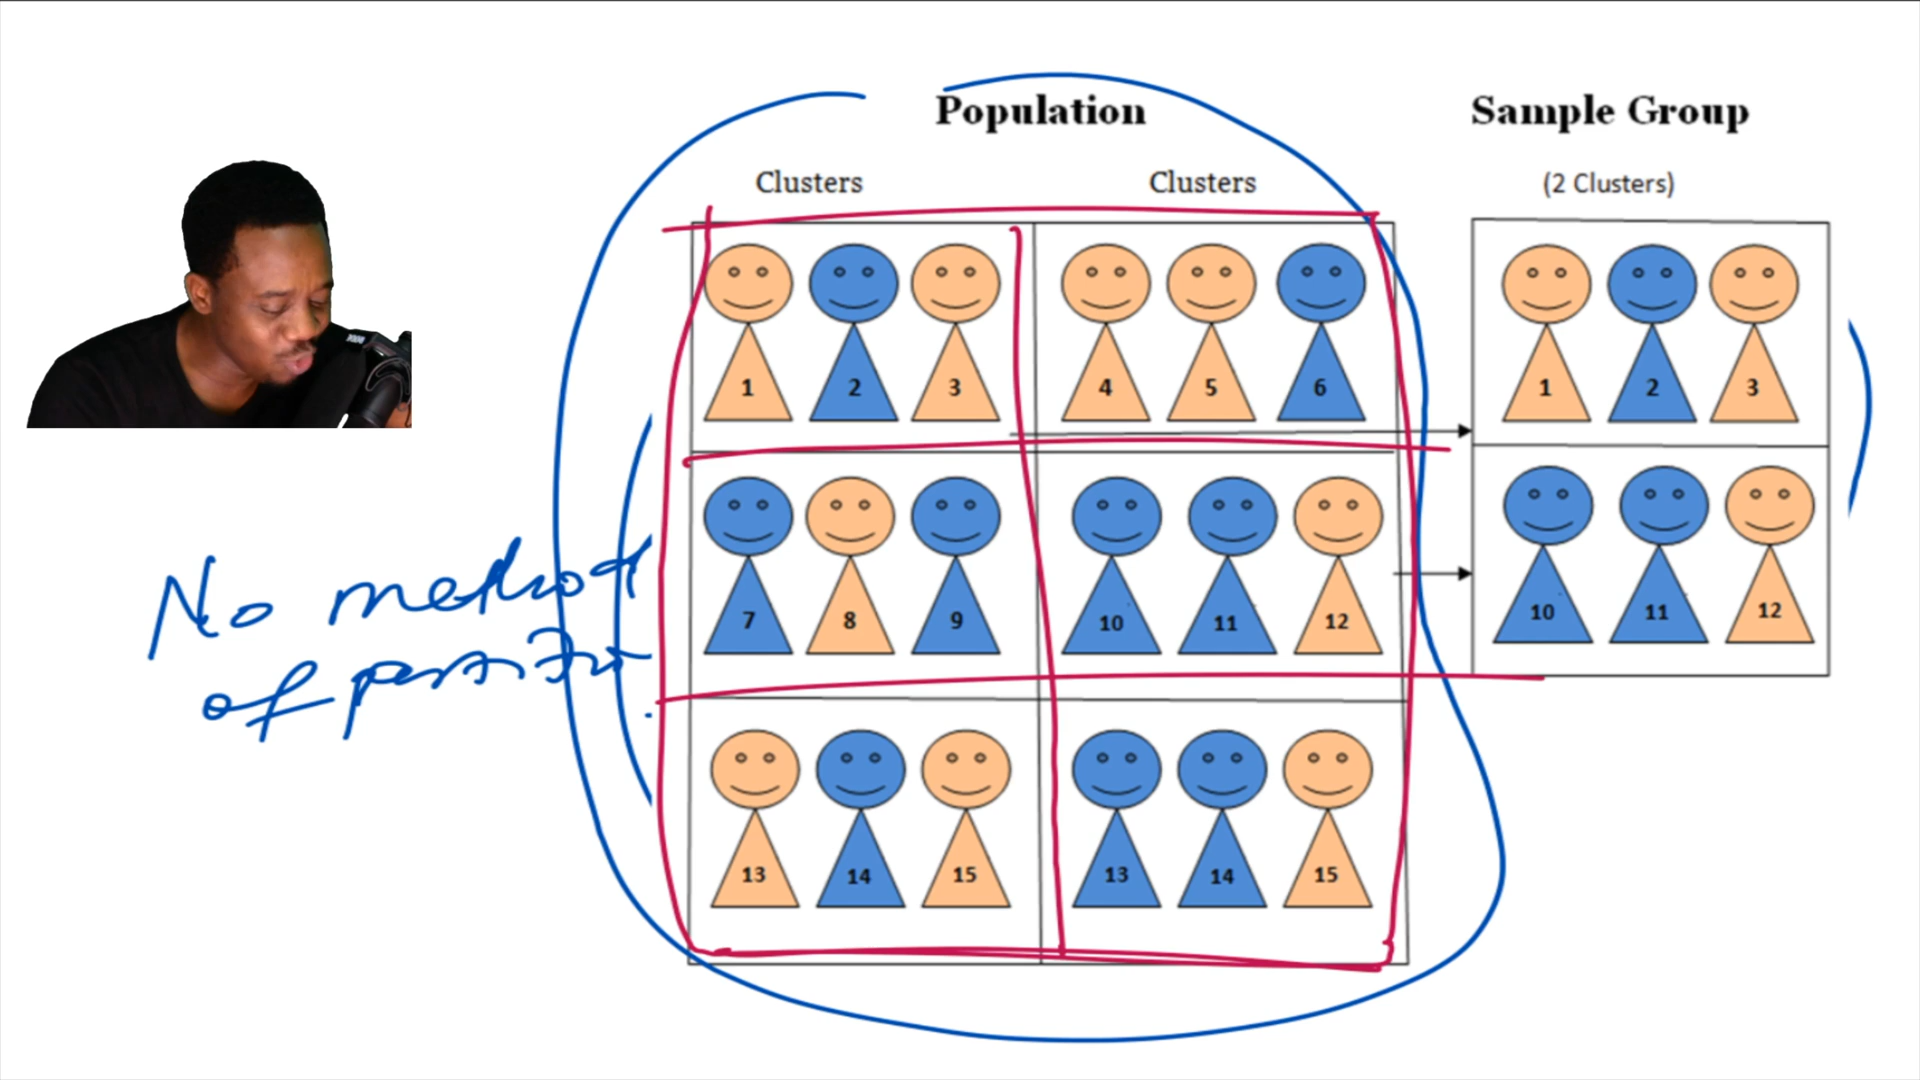 Population
Sample Group
Clusters
Clusters
(2 Clusters)
1 2 3
4 5 6
1 2 3
7 8 9
10 11 12
10 11 12
No method
of
13 14 15
13 14 15